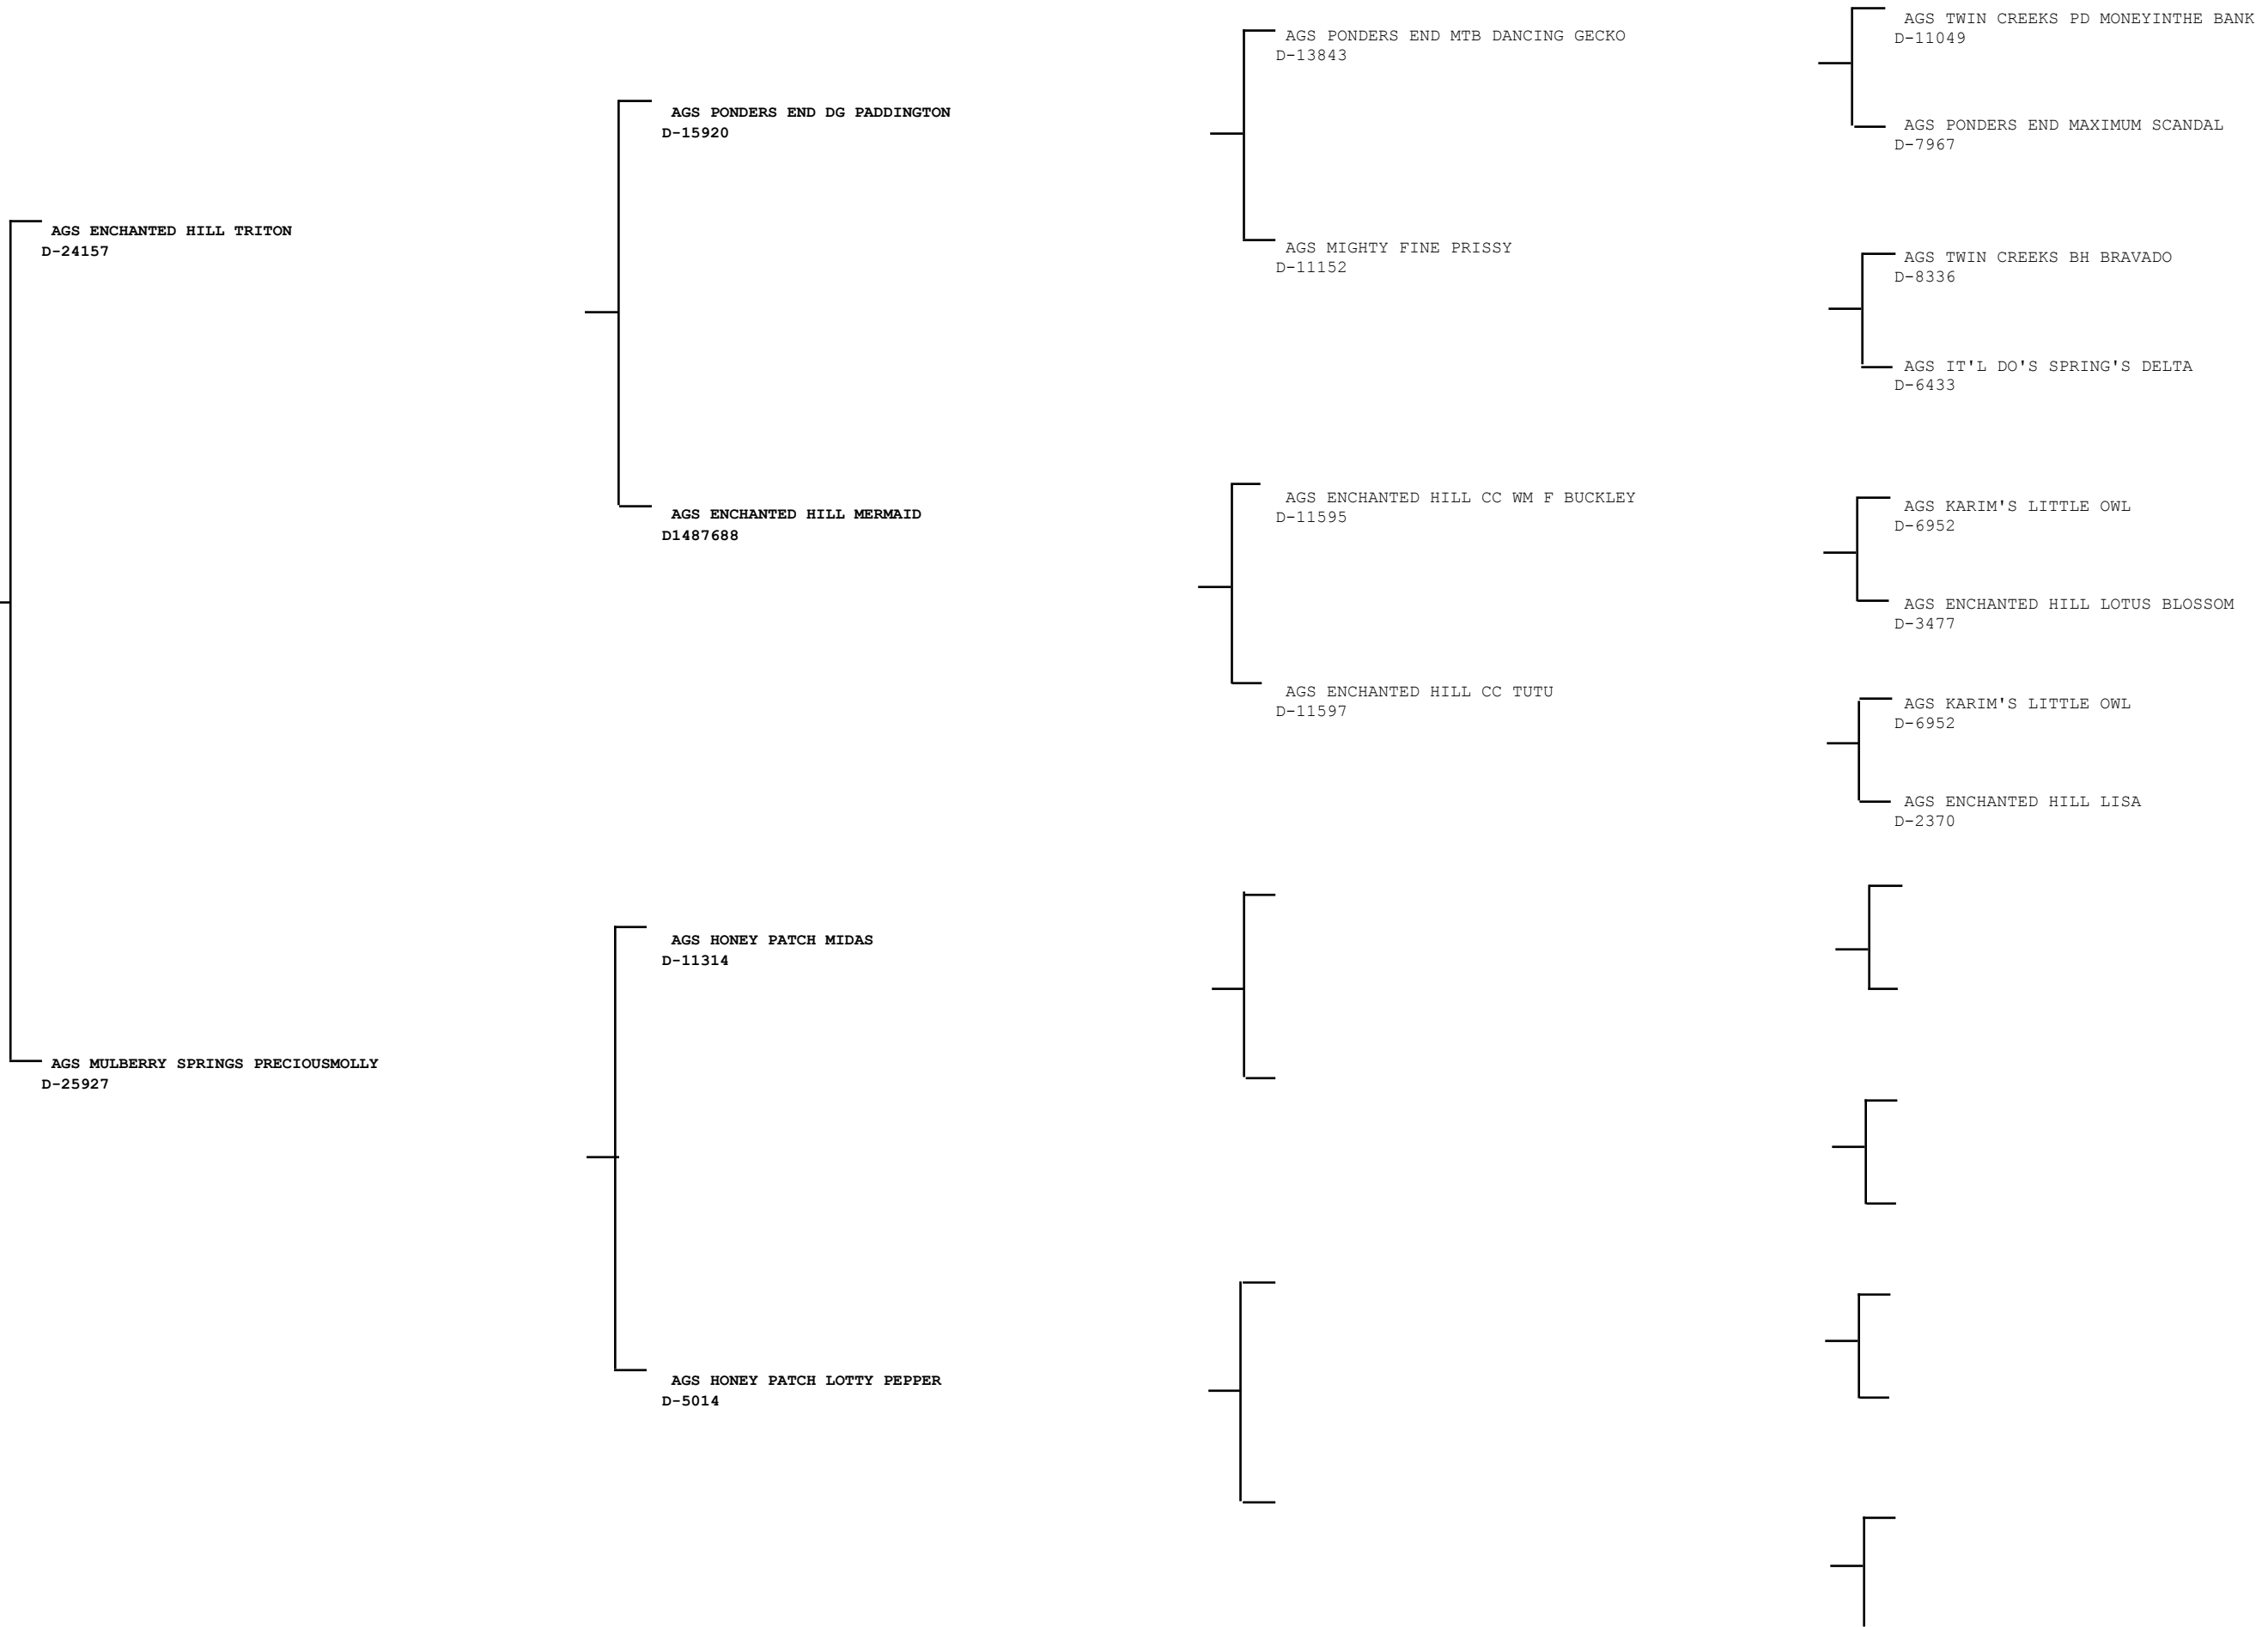 AGS ENCHANTED HILL TRITON
D-24157
AGS MULBERRY SPRINGS PRECIOUSMOLLY
D-25927
AGS PONDERS END DG PADDINGTON
D-15920
AGS ENCHANTED HILL MERMAID
D1487688
AGS HONEY PATCH MIDAS
D-11314
AGS HONEY PATCH LOTTY PEPPER
D-5014
AGS PONDERS END MTB DANCING GECKO
D-13843
AGS MIGHTY FINE PRISSY
D-11152
AGS ENCHANTED HILL CC WM F BUCKLEY
D-11595
AGS ENCHANTED HILL CC TUTU
D-11597
AGS TWIN CREEKS PD MONEYINTHE BANK
D-11049
AGS PONDERS END MAXIMUM SCANDAL
D-7967
AGS TWIN CREEKS BH BRAVADO
D-8336
AGS IT'L DO'S SPRING'S DELTA
D-6433
AGS KARIM'S LITTLE OWL
D-6952
AGS ENCHANTED HILL LOTUS BLOSSOM
D-3477
AGS KARIM'S LITTLE OWL
D-6952
AGS ENCHANTED HILL LISA
D-2370